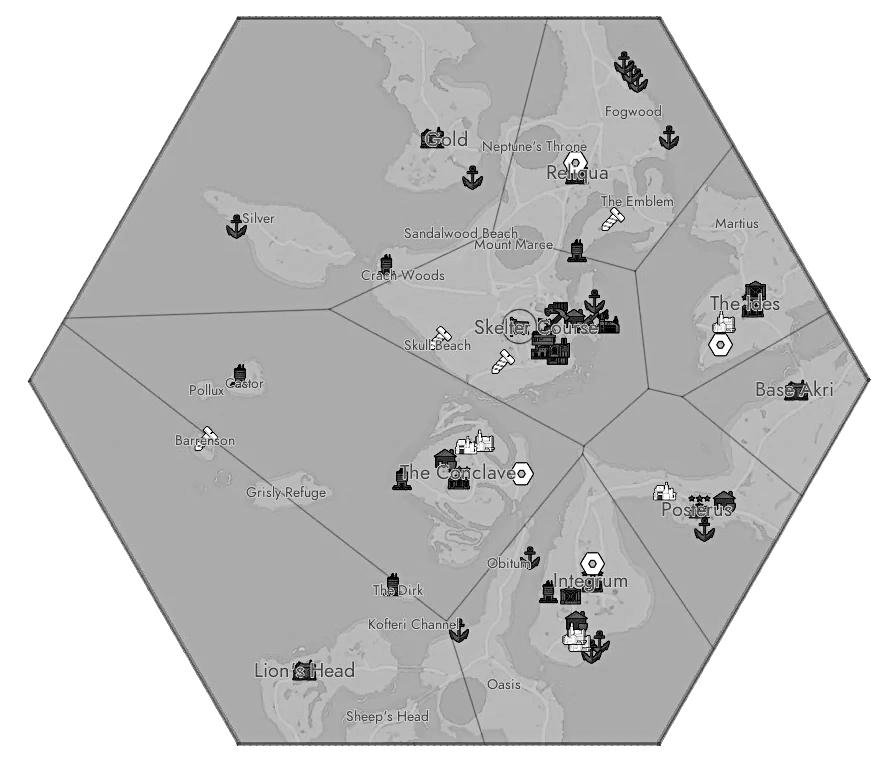 Fogwood
Gold
Neptune's Throne
Reliqua
The Emblem
Silver
Martius
Sandalwood Beach
Mount Marce
Crach Woods
The Ides
Skelter Course
Skull Beach
Castor
Pollux
Base Akri
Barrenson
The Conclave
Grisly Refuge
Posterus
Obitum
Integrum
The Dirk
Kofteri Channel
Lion's Head
Oasis
Sheep's Head